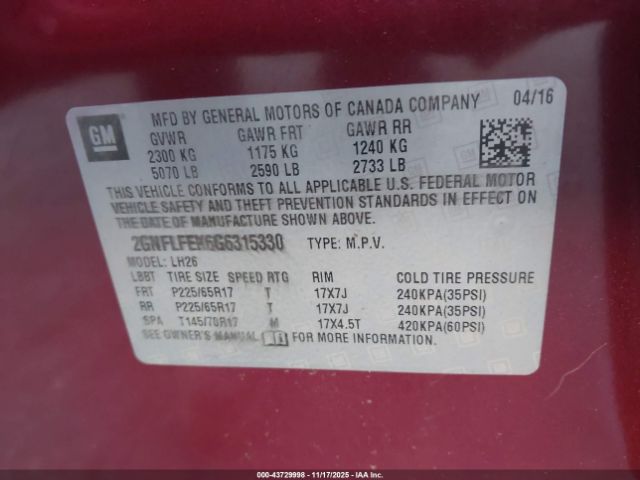 GM
MFD BY GENERAL MOTORS OF CANADA COMPANY 04/16
GVWR GAWR FRT GAWR RR
2300 KG 1175 KG 1240 KG
5070 LB 2590 LB 2733 LB
THIS VEHICLE CONFORMS TO ALL APPLICABLE U.S. FEDERAL MOTOR
VEHICLE SAFETY AND THEFT PREVENTION STANDARDS IN EFFECT ON
THE DATE OF MANUFACTURE SHOWN ABOVE.
2GNFLFEK6G6315330 TYPE: M.P.V.
MODEL: LH26
LBBT TIRE SIZE SPEED RTG RIM COLD TIRE PRESSURE
FRT P225/65R17 T 17X7J 240KPA(35PSI)
RR P225/65R17 T 17X7J 240KPA(35PSI)
SPA T145/70R17 M 17X4.5T 420KPA(60PSI)
SEE OWNER'S MANUAL FOR MORE INFORMATION.
000-43729998 - 11/17/2025 - IAAI.COM